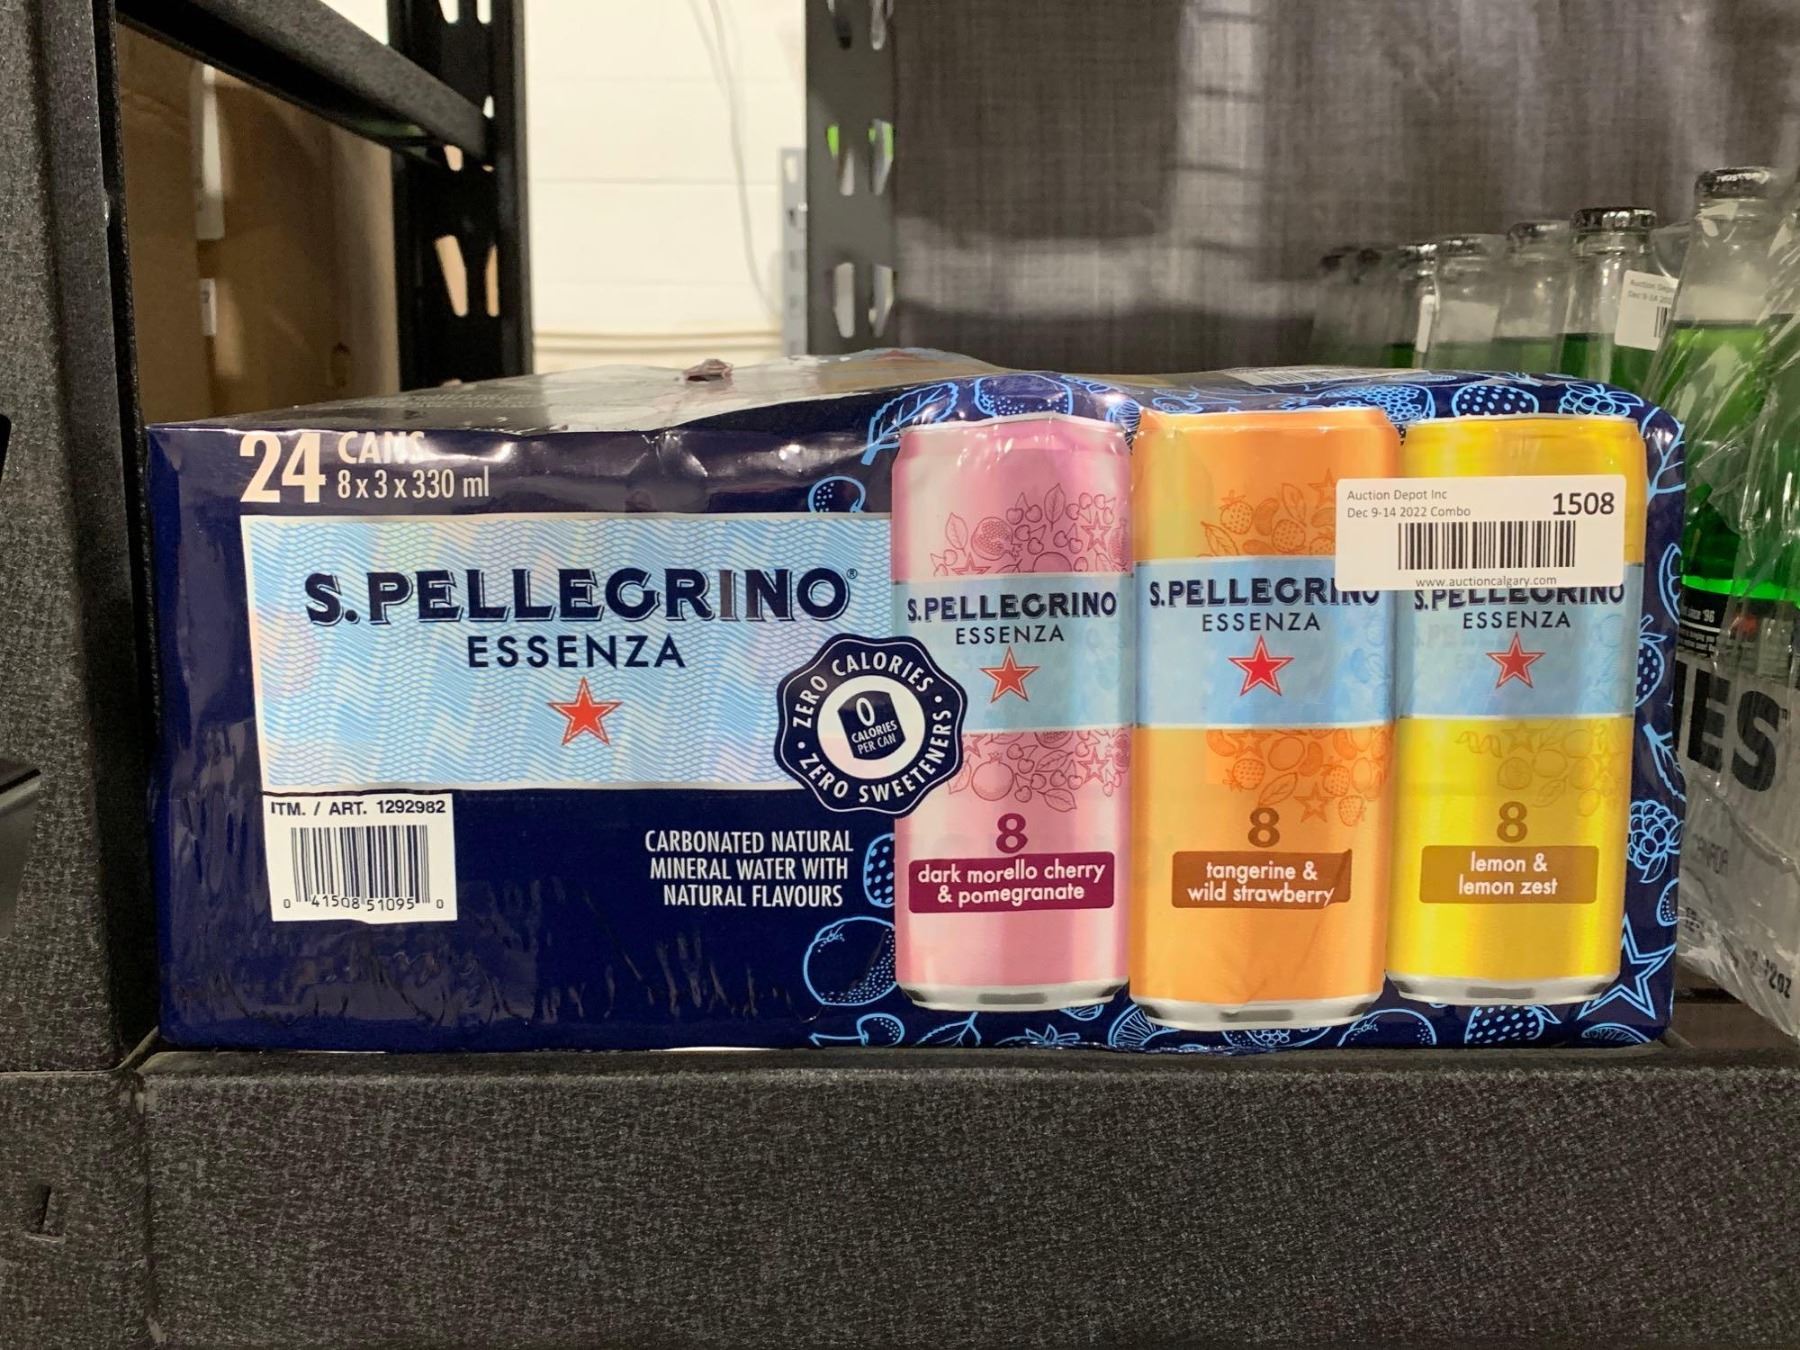 24 CANS
8 x 3 x 330 ml
S.PELLEGRINO®
ESSENZA
ZERO CALORIES • ZERO SWEETENERS •
0
CALORIES
PER CAN
ITM. / ART. 1292982
0 41508 51095 0
CARBONATED NATURAL
MINERAL WATER WITH
NATURAL FLAVOURS
S.PELLEGRINO
ESSENZA
8
dark morello cherry
& pomegranate
S.PELLEGRINO
ESSENZA
8
tangerine &
wild strawberry
S.PELLEGRINO
ESSENZA
8
lemon &
lemon zest
Auction Depot Inc
Dec 9-14 2022 Combo
1508
www.auctioncalgary.com
ES